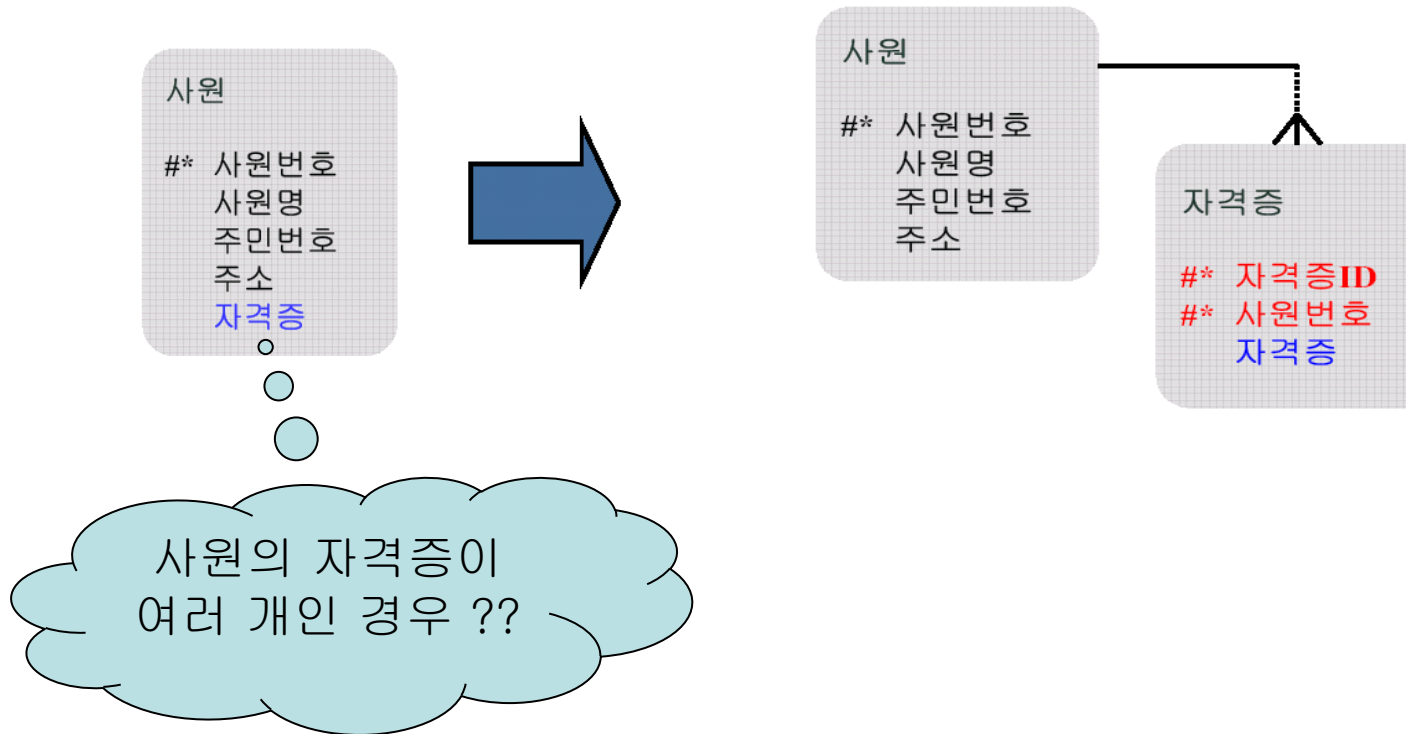 사원
#* 사원번호
사원명
주민번호
주소
자격증
사원의 자격증이
여러 개인 경우 ??
사원
#* 사원번호
사원명
주민번호
주소
자격증
#* 자격증ID
#* 사원번호
자격증